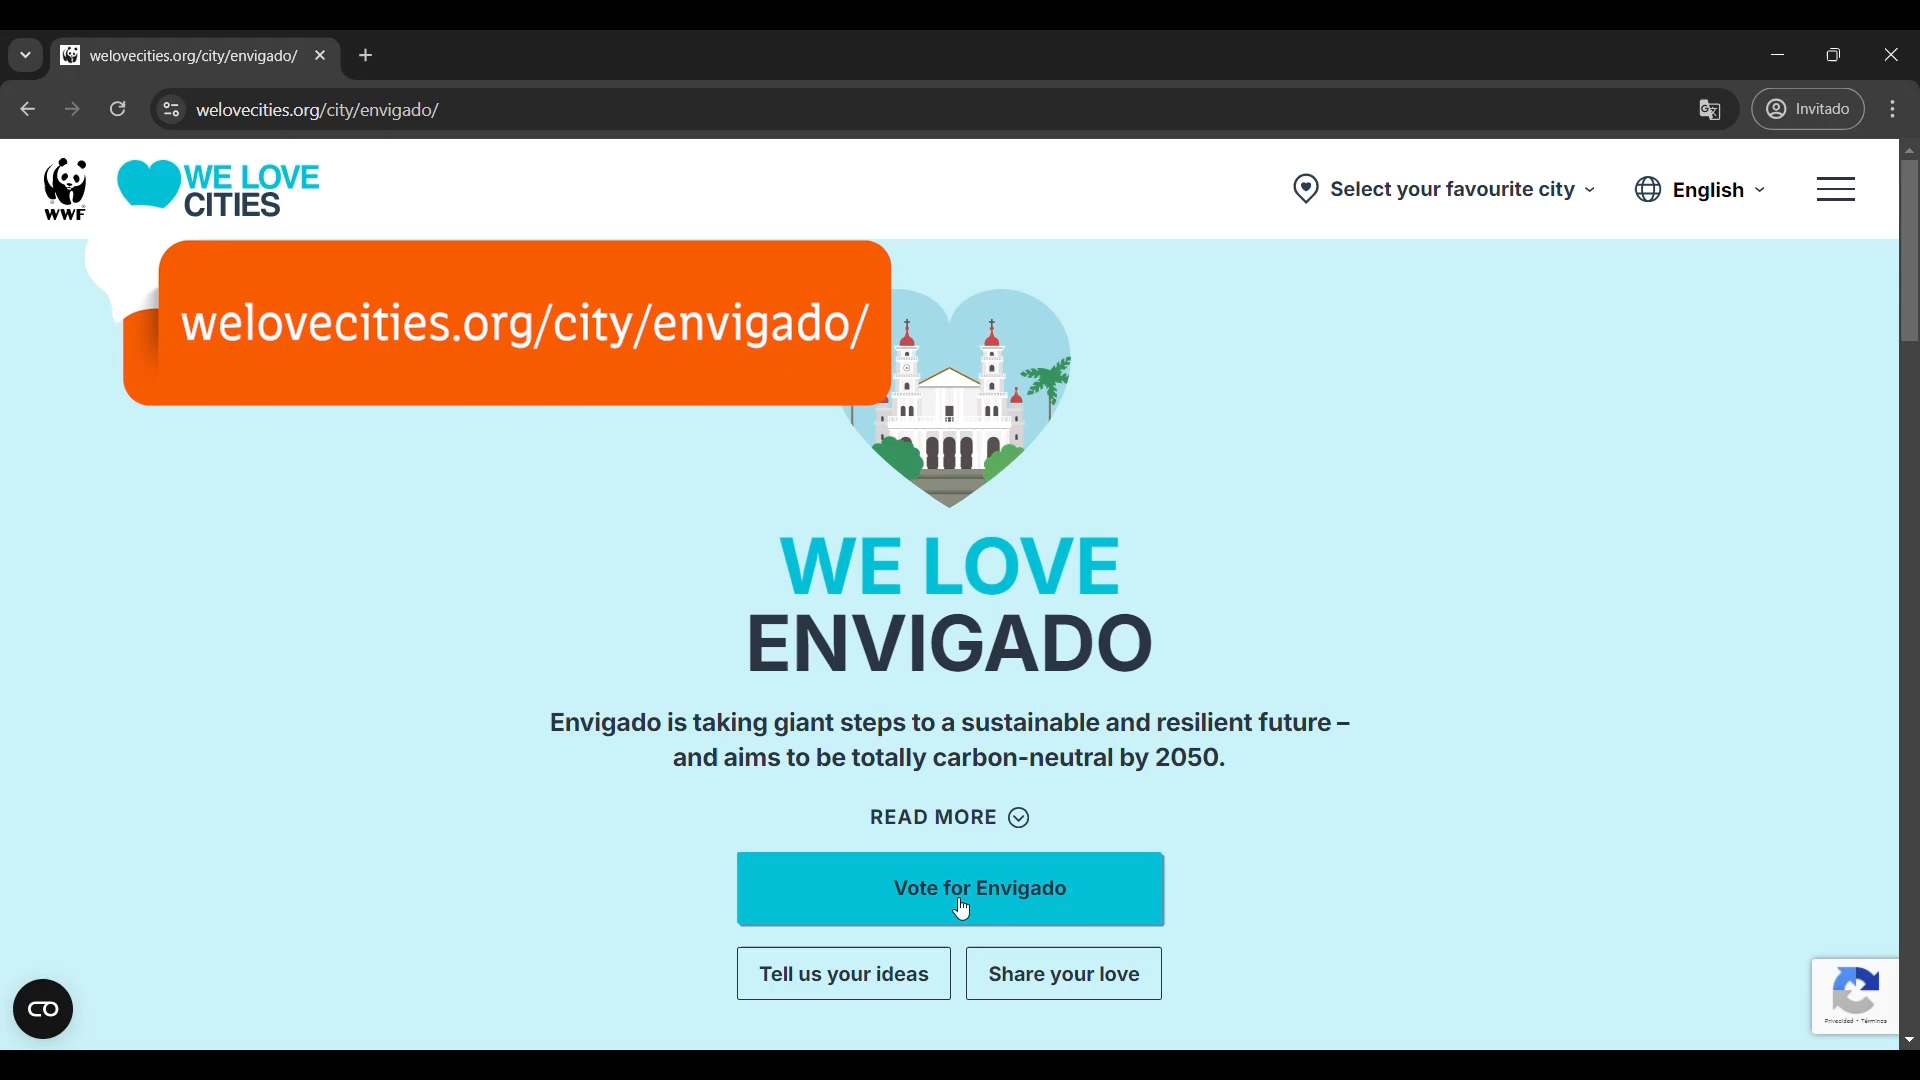 welovecities.org/city/envigado/
welovecities.org/city/envigado/
Invitado
WWF
WE LOVE
CITIES
Select your favourite city
English
welovecities.org/city/envigado/
WE LOVE
ENVIGADO
Envigado is taking giant steps to a sustainable and resilient future –
and aims to be totally carbon-neutral by 2050.
READ MORE
Vote for Envigado
Tell us your ideas
Share your love
Privacidad • Términos